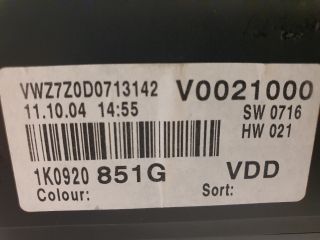 VWZ7Z0D0713142 V0021000
11.10.04 14:55 SW 0716
HW 021
1K0920 851G VDD
Colour: Sort: